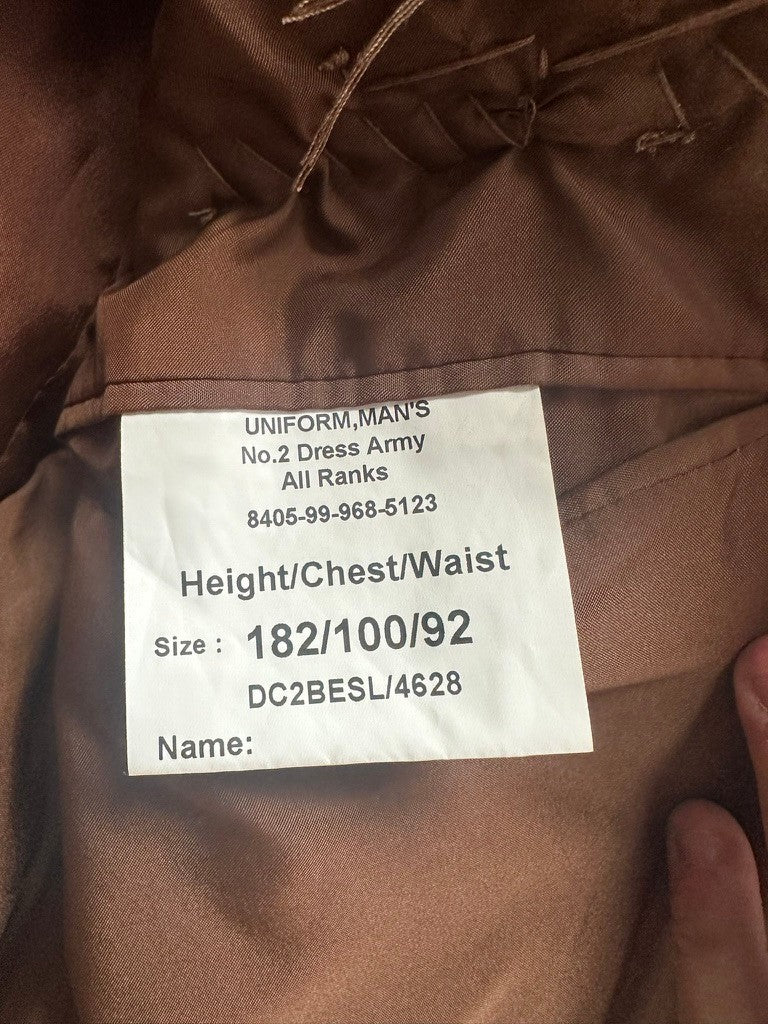 UNIFORM,MAN'S
No.2 Dress Army
All Ranks
8405-99-968-5123
Height/Chest/Waist
Size : 182/100/92
DC2BESL/4628
Name: